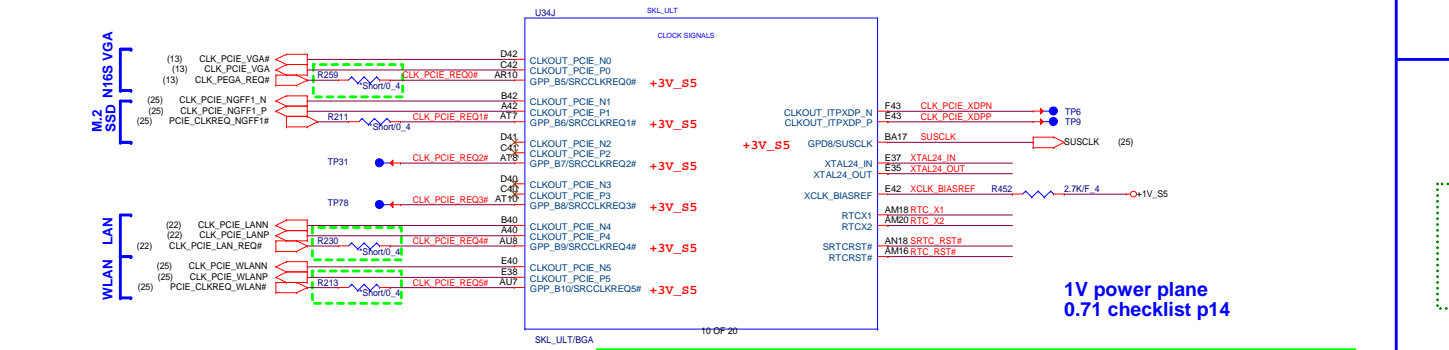 U34J
SKL_ULT
CLOCK SIGNALS
N16S VGA
(13) CLK_PCIE_VGA#
D42
CLKOUT_PCIE_N0
(13) CLK_PCIE_VGA
C42
CLKOUT_PCIE_P0
(13) CLK_PEGA_REQ#
R259
Short/0_4
CLK_PCIE_REQ0#
AR10
GPP_B5/SRCCLKREQ0#
+3V_S5
M.2
SSD
(25) CLK_PCIE_NGFF1_N
B42
CLKOUT_PCIE_N1
(25) CLK_PCIE_NGFF1_P
A42
CLKOUT_PCIE_P1
(25) PCIE_CLKREQ_NGFF1#
R211
Short/0_4
CLK_PCIE_REQ1#
AT7
GPP_B6/SRCCLKREQ1#
+3V_S5
D41
CLKOUT_PCIE_N2
C41
CLKOUT_PCIE_P2
TP31
CLK_PCIE_REQ2#
AT8
GPP_B7/SRCCLKREQ2#
+3V_S5
D40
CLKOUT_PCIE_N3
C40
CLKOUT_PCIE_P3
TP78
CLK_PCIE_REQ3#
AT10
GPP_B8/SRCCLKREQ3#
+3V_S5
LAN
(22) CLK_PCIE_LANN
B40
CLKOUT_PCIE_N4
(22) CLK_PCIE_LANP
A40
CLKOUT_PCIE_P4
(22) CLK_PCIE_LAN_REQ#
R230
Short/0_4
CLK_PCIE_REQ4#
AU8
GPP_B9/SRCCLKREQ4#
+3V_S5
WLAN
(25) CLK_PCIE_WLANN
E40
CLKOUT_PCIE_N5
(25) CLK_PCIE_WLANP
E38
CLKOUT_PCIE_P5
(25) PCIE_CLKREQ_WLAN#
R213
Short/0_4
CLK_PCIE_REQ5#
AU7
GPP_B10/SRCCLKREQ5#
+3V_S5
CLKOUT_ITPXDP_N
F43
CLK_PCIE_XDPN
TP6
CLKOUT_ITPXDP_P
E43
CLK_PCIE_XDPP
TP9
+3V_S5
GPD8/SUSCLK
BA17
SUSCLK
SUSCLK (25)
XTAL24_IN
E37
XTAL24_IN
XTAL24_OUT
E35
XTAL24_OUT
XCLK_BIASREF
E42
XCLK_BIASREF
R452
2.7K/F_4
+1V_S5
RTCX1
AM18
RTC_X1
RTCX2
AM20
RTC_X2
SRTCRST#
AN18
SRTC_RST#
RTCRST#
AM16
RTC_RST#
1V power plane
0.71 checklist p14
10 OF 20
SKL_ULT/BGA